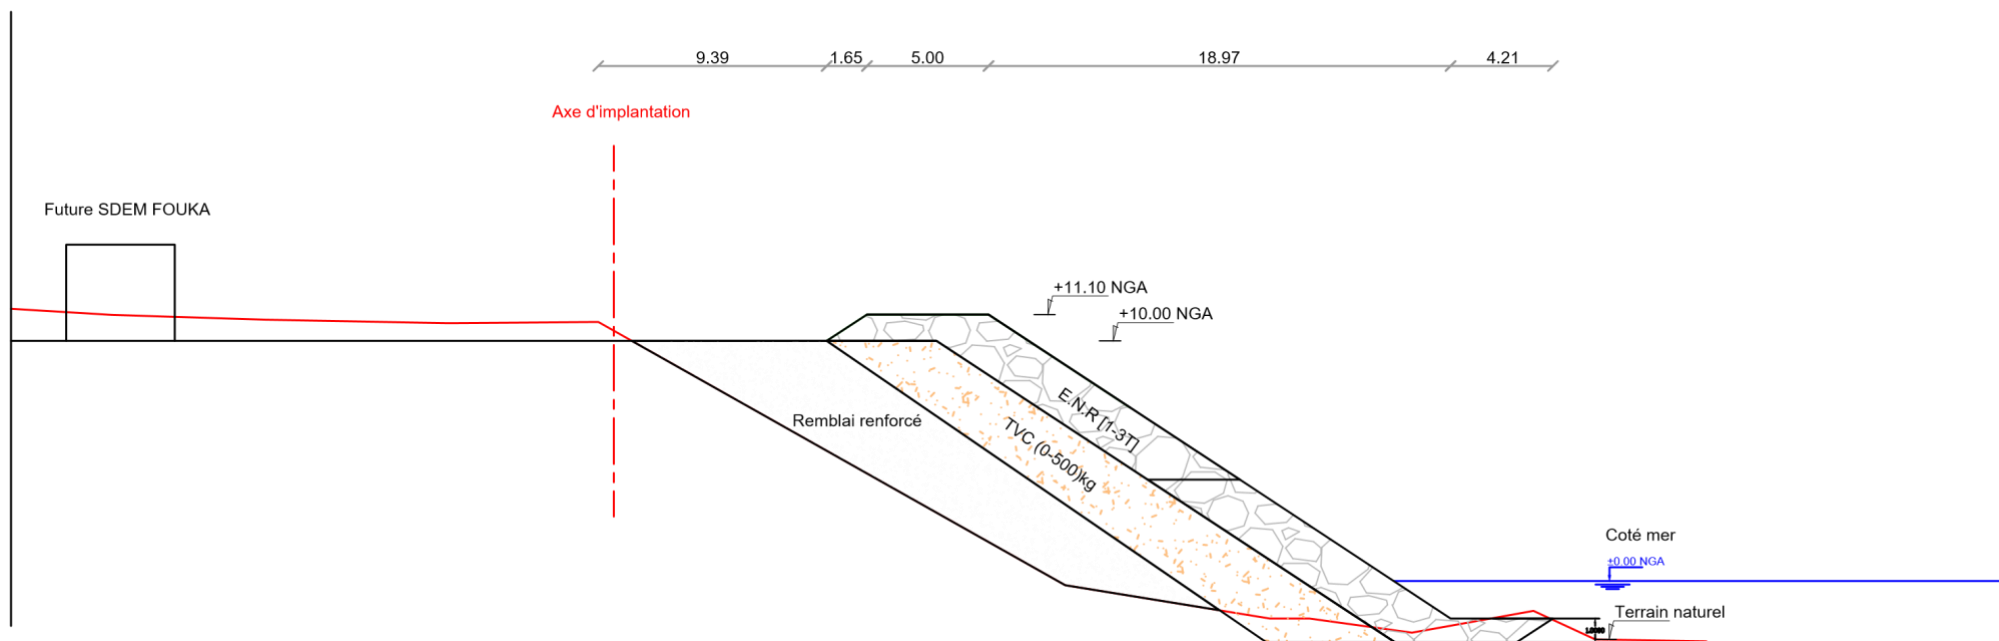 9.39 1.65 5.00 18.97 4.21
Axe d'implantation
Future SDEM FOUKA
+11.10 NGA
+10.00 NGA
E.N.R [1-3T]
Remblai renforcé
TVC (0-500)kg
Coté mer
±0.00 NGA
Terrain naturel